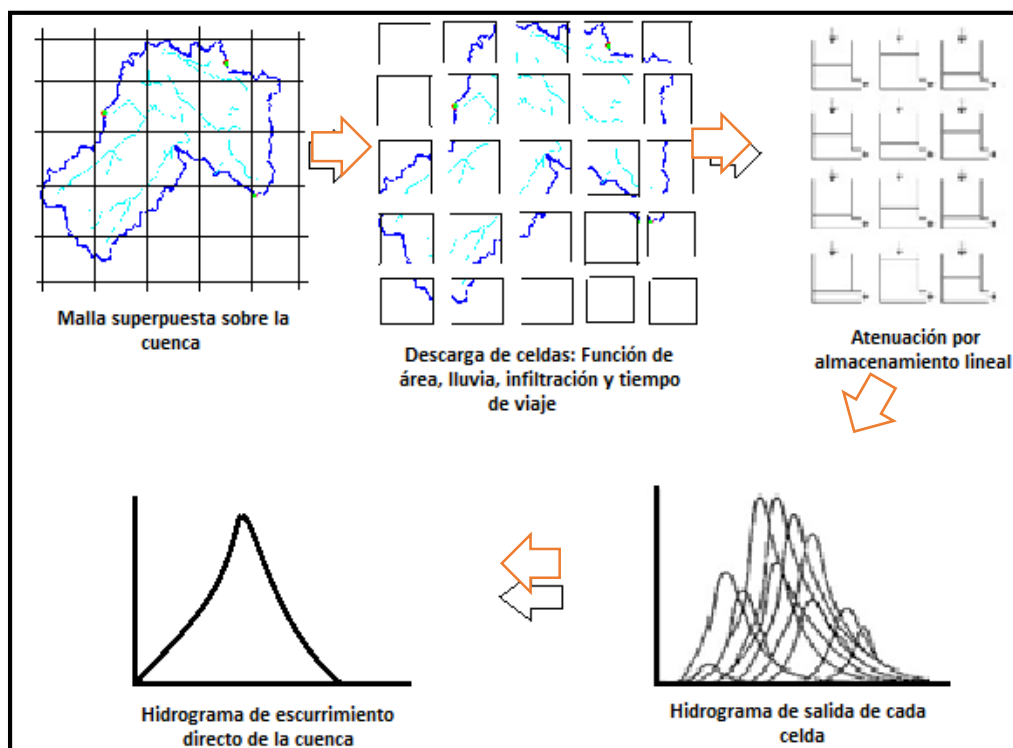 Malla superpuesta sobre la
cuenca
Descarga de celdas: Función de
área, lluvia, infiltración y tiempo
de viaje
Atenuación por
almacenamiento lineal
Hidrograma de escurrimiento
directo de la cuenca
Hidrograma de salida de cada
celda